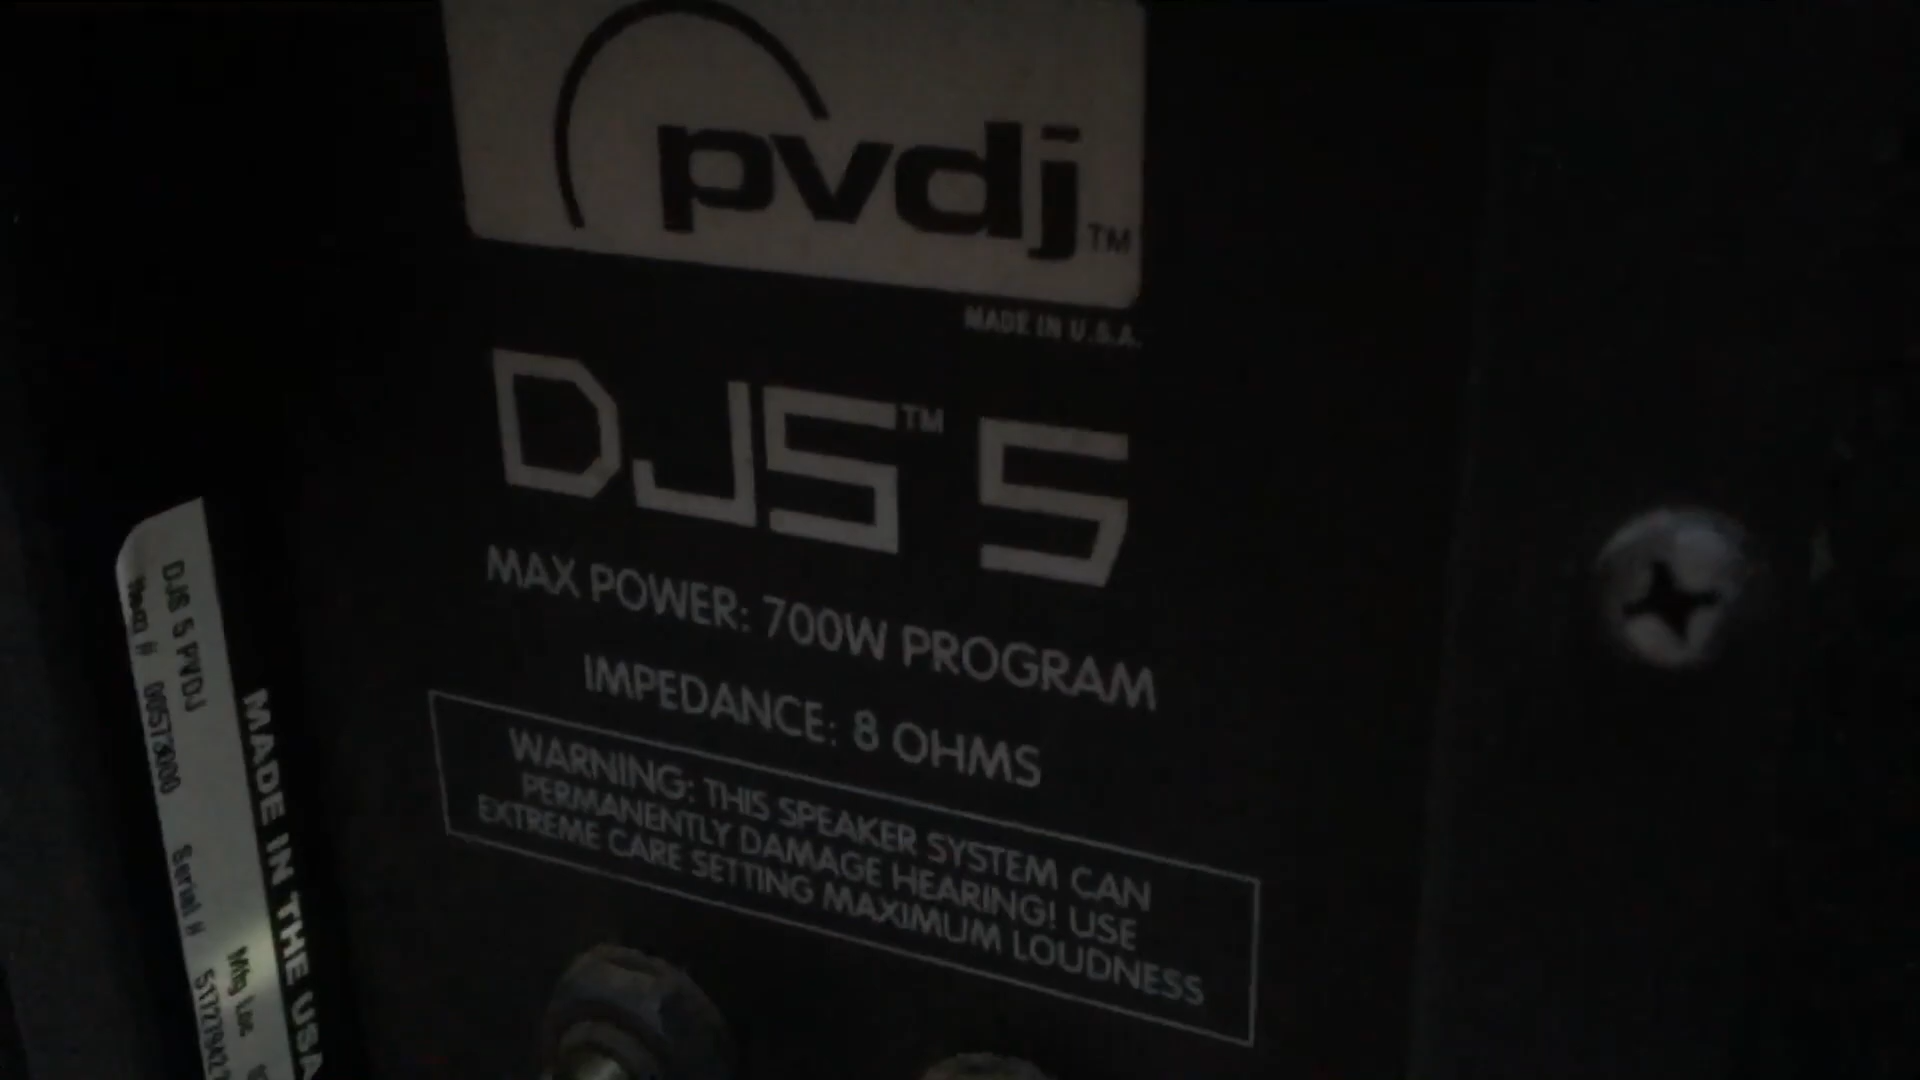 pvdj™
MADE IN U.S.A.
DJS™ 5
MAX POWER: 700W PROGRAM
IMPEDANCE: 8 OHMS
WARNING: THIS SPEAKER SYSTEM CAN
PERMANENTLY DAMAGE HEARING! USE
EXTREME CARE SETTING MAXIMUM LOUDNESS
MADE IN THE USA
DJS 5 PVDJ
Item #
Serial #
Mfg Loc